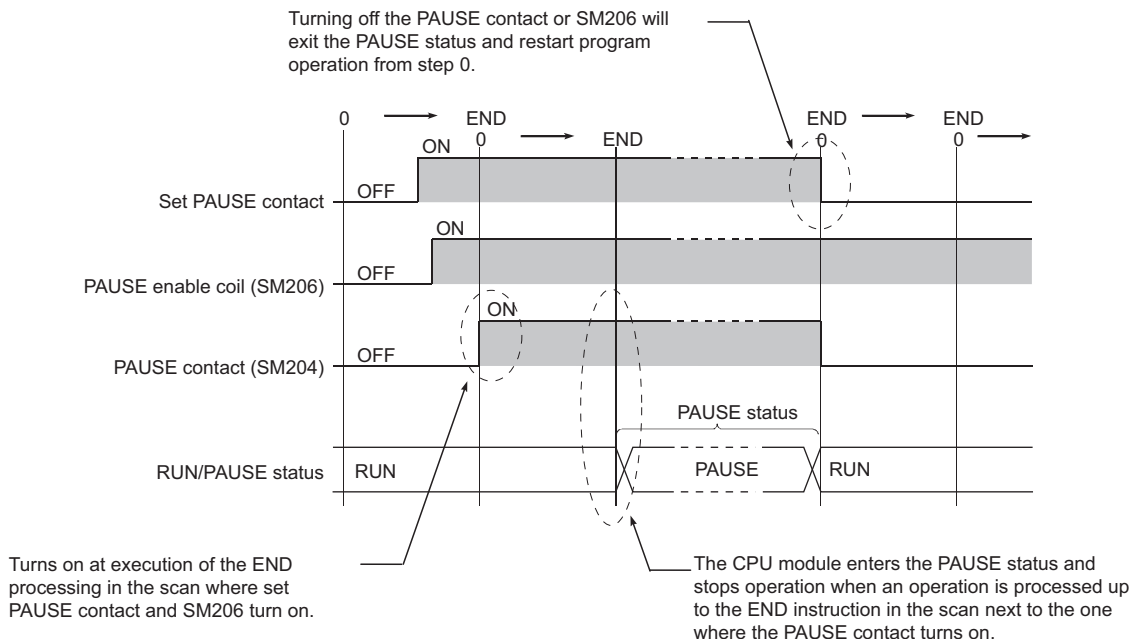 Turning off the PAUSE contact or SM206 will
exit the PAUSE status and restart program
operation from step 0.
0
END
0
END
END
0
END
0
ON
OFF
Set PAUSE contact
ON
OFF
PAUSE enable coil (SM206)
ON
OFF
PAUSE contact (SM204)
PAUSE status
RUN/PAUSE status
RUN
PAUSE
RUN
Turns on at execution of the END
processing in the scan where set
PAUSE contact and SM206 turn on.
The CPU module enters the PAUSE status and
stops operation when an operation is processed up
to the END instruction in the scan next to the one
where the PAUSE contact turns on.